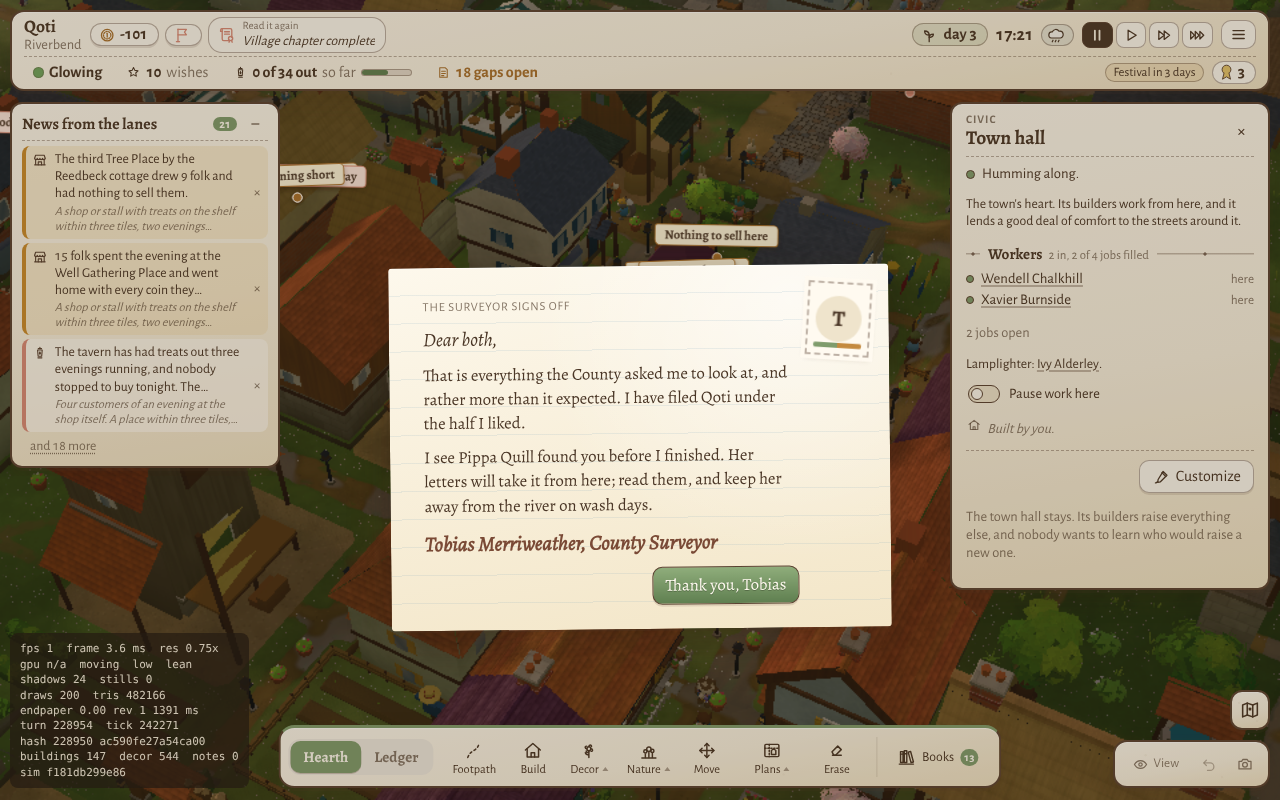 Qoti
Riverbend
-101
Read it again
Village chapter complete
day 3
17:21
Glowing
10 wishes
0 of 34 out so far
18 gaps open
Festival in 3 days
3
News from the lanes
21
The third Tree Place by the
Reedbeck cottage drew 9 folk and
had nothing to sell them.
A shop or stall with treats on the shelf
within three tiles, two evenings...
15 folk spent the evening at the
Well Gathering Place and went
home with every coin they...
A shop or stall with treats on the shelf
within three tiles, two evenings...
The tavern has had treats out three
evenings running, and nobody
stopped to buy tonight. The...
Four customers of an evening at the
shop itself. A place within three tiles,...
and 18 more
ning short
ay
Nothing to sell here
THE SURVEYOR SIGNS OFF
T
Dear both,
That is everything the County asked me to look at, and
rather more than it expected. I have filed Qoti under
the half I liked.
I see Pippa Quill found you before I finished. Her
letters will take it from here; read them, and keep her
away from the river on wash days.
Tobias Merriweather, County Surveyor
Thank you, Tobias
CIVIC
Town hall
Humming along.
The town's heart. Its builders work from here, and it
lends a good deal of comfort to the streets around it.
Workers 2 in, 2 of 4 jobs filled
Wendell Chalkhill here
Xavier Burnside here
2 jobs open
Lamplighter: Ivy Alderley.
Pause work here
Built by you.
Customize
The town hall stays. Its builders raise everything
else, and nobody wants to learn who would raise a
new one.
fps 1 frame 3.6 ms res 0.75x
gpu n/a moving low lean
shadows 24 stills 0
draws 200 tris 482166
endpaper 0.00 rev 1 1391 ms
turn 228954 tick 242271
hash 228950 ac590fe27a54ca00
buildings 147 decor 544 notes 0
sim f181db299e86
Hearth
Ledger
Footpath
Build
Decor
Nature
Move
Plans
Erase
Books 13
View